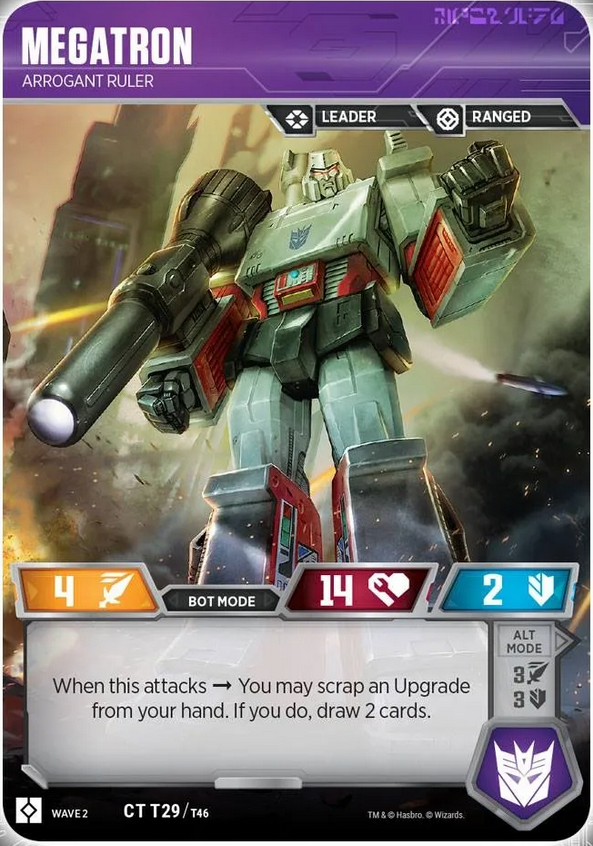 MEGATRON
ARROGANT RULER
LEADER
RANGED
4
BOT MODE
14
2
When this attacks → You may scrap an Upgrade
from your hand. If you do, draw 2 cards.
ALT
MODE
3
3
WAVE 2
CT T29/T46
TM & © Hasbro. © Wizards.